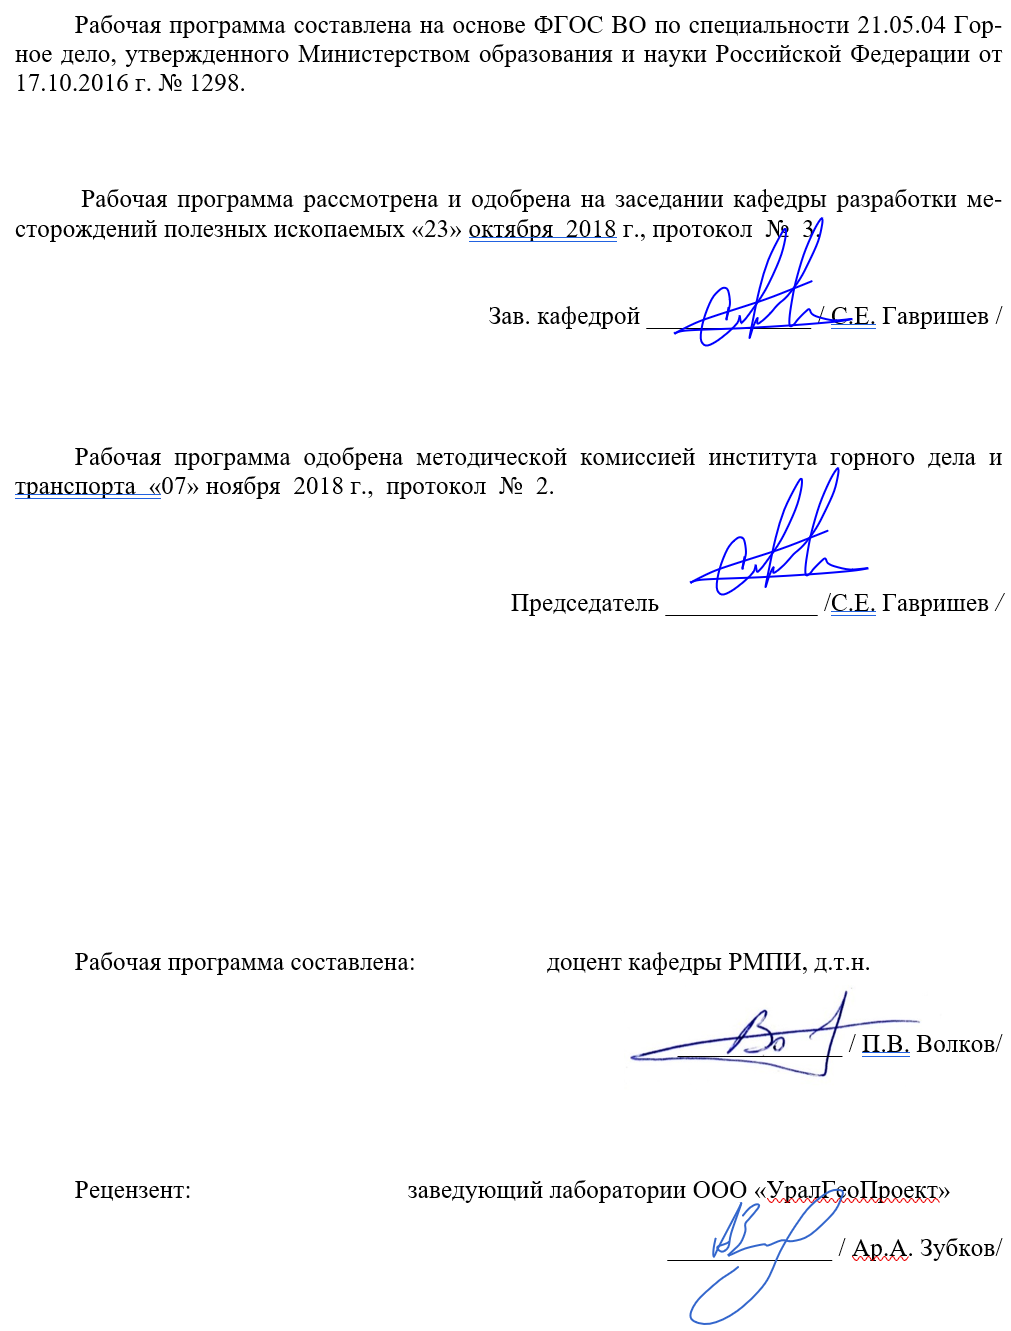 Рабочая программа составлена на основе ФГОС ВО по специальности 21.05.04 Гор-
ное дело, утвержденного Министерством образования и науки Российской Федерации от
17.10.2016 г. № 1298.
Рабочая программа рассмотрена и одобрена на заседании кафедры разработки ме-
сторождений полезных ископаемых «23» октября 2018 г., протокол № 3.
Зав. кафедрой _____________ / С.Е. Гавришев /
Рабочая программа одобрена методической комиссией института горного дела и
транспорта «07» ноября 2018 г., протокол № 2.
Председатель ____________ /С.Е. Гавришев /
Рабочая программа составлена: доцент кафедры РМПИ, д.т.н.
_____________ / П.В. Волков/
Рецензент: заведующий лаборатории ООО «УралГеоПроект»
_____________ / Ар.А. Зубков/